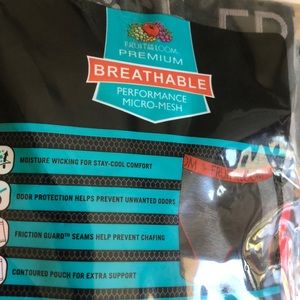 FRUIT OF THE LOOM
PREMIUM
BREATHABLE
PERFORMANCE
MICRO-MESH
MOISTURE WICKING FOR STAY-COOL COMFORT
ODOR PROTECTION HELPS PREVENT UNWANTED ODORS
FRICTION GUARD™ SEAMS HELP PREVENT CHAFING
CONTOURED POUCH FOR EXTRA SUPPORT